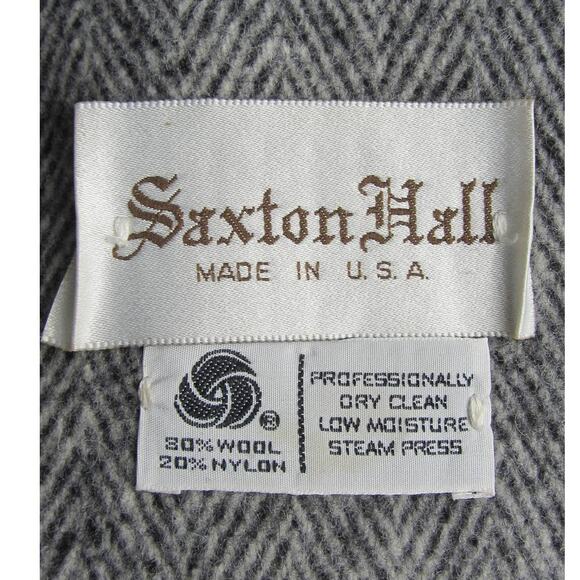 Saxton Hall
MADE IN U.S.A.
®
80% WOOL
20% NYLON
PROFESSIONALLY
DRY CLEAN
LOW MOISTURE
STEAM PRESS